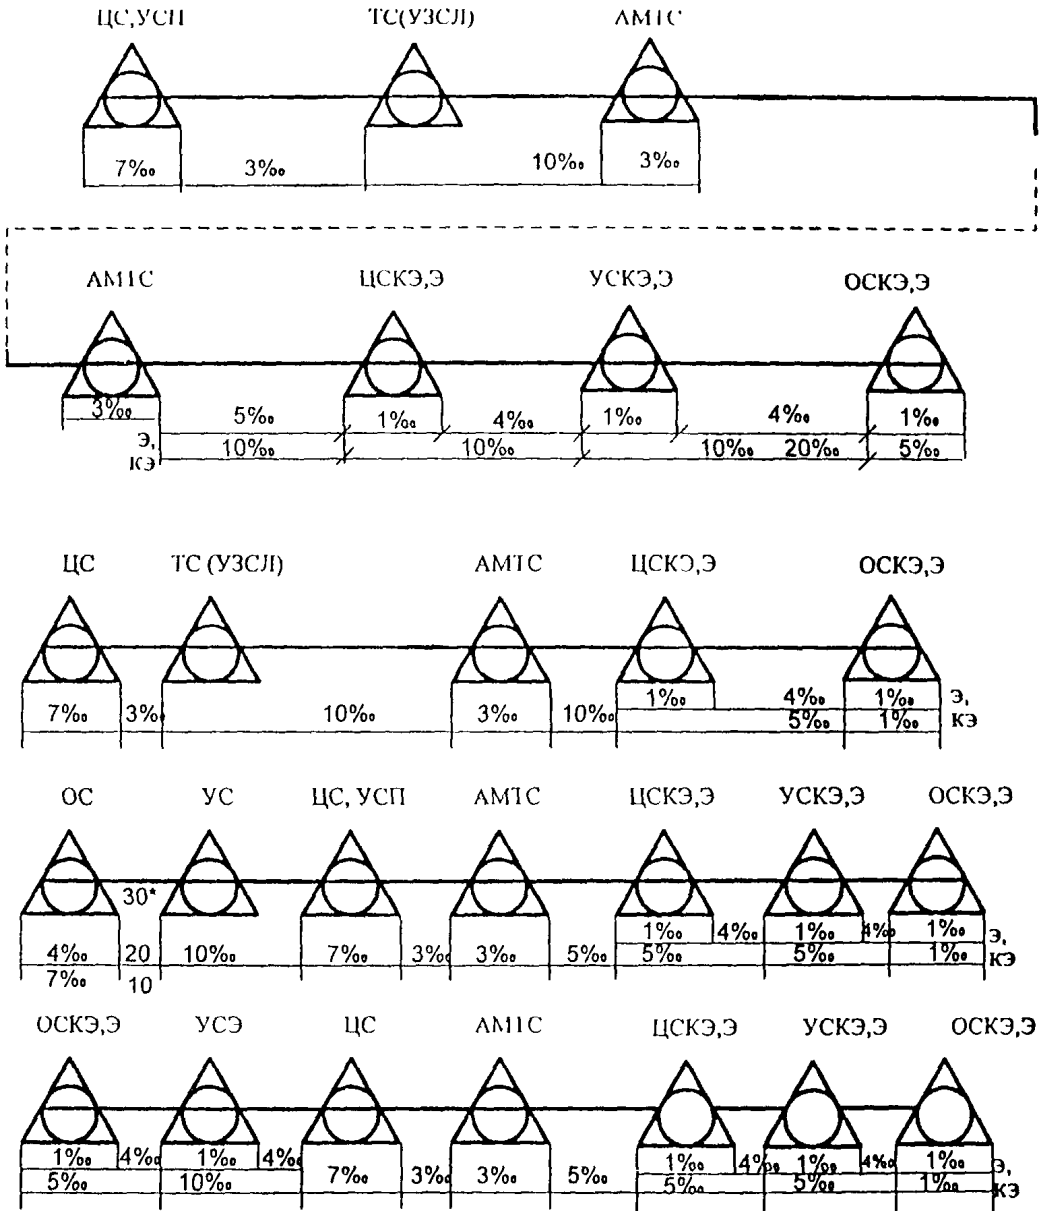 ЦС,УСП ТС(УЗСЛ) АМТС
7‰ 3‰ 10‰ 3‰
АМТС ЦСКЭ,Э УСКЭ,Э ОСКЭ,Э
3‰ 5‰ 1‰ 4‰ 1‰ 4‰ 1‰
Э, 10‰ 10‰ 10‰ 20‰ 5‰
КЭ
ЦС ТС (УЗСЛ) АМТС ЦСКЭ,Э ОСКЭ,Э
1‰ 4‰ 1‰ Э,
7‰ 3‰ 10‰ 3‰ 10‰ 5‰ 1‰ КЭ
ОС УС ЦС, УСП АМТС ЦСКЭ,Э УСКЭ,Э ОСКЭ,Э
30*
1‰ 4‰ 1‰ 4‰ 1‰ Э,
4‰ 20 10‰ 7‰ 3‰ 3‰ 5‰ 5‰ 5‰ 1‰ КЭ
7‰ 10
ОСКЭ,Э УСЭ ЦС АМТС ЦСКЭ,Э УСКЭ,Э ОСКЭ,Э
1‰ 4‰ 1‰ 4‰ 1‰ 4‰ 1‰ 4‰ 1‰ Э,
5‰ 10‰ 7‰ 3‰ 3‰ 5‰ 5‰ 5‰ 1‰ КЭ